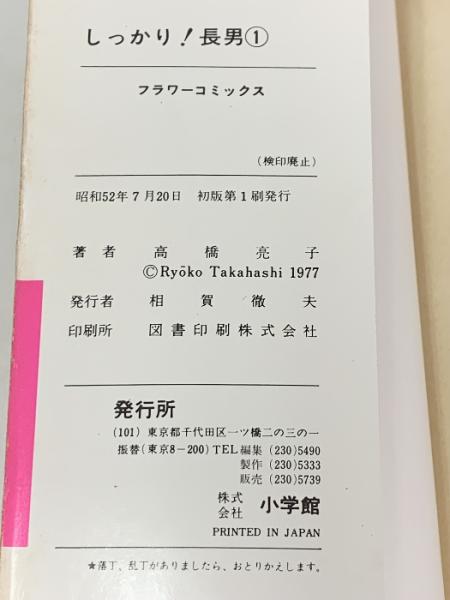 しっかり!長男①
フラワーコミックス
(検印廃止)
昭和52年7月20日 初版第1刷発行
著者 高橋亮子
©Ryōko Takahashi 1977
発行者 相賀徹夫
印刷所 図書印刷株式会社
発行所
(101) 東京都千代田区一ツ橋二の三の一
振替(東京8-200) TEL 編集 (230)5490
製作 (230)5333
販売 (230)5739
株式会社 小学館
PRINTED IN JAPAN
★落丁、乱丁がありましたら、おとりかえします。